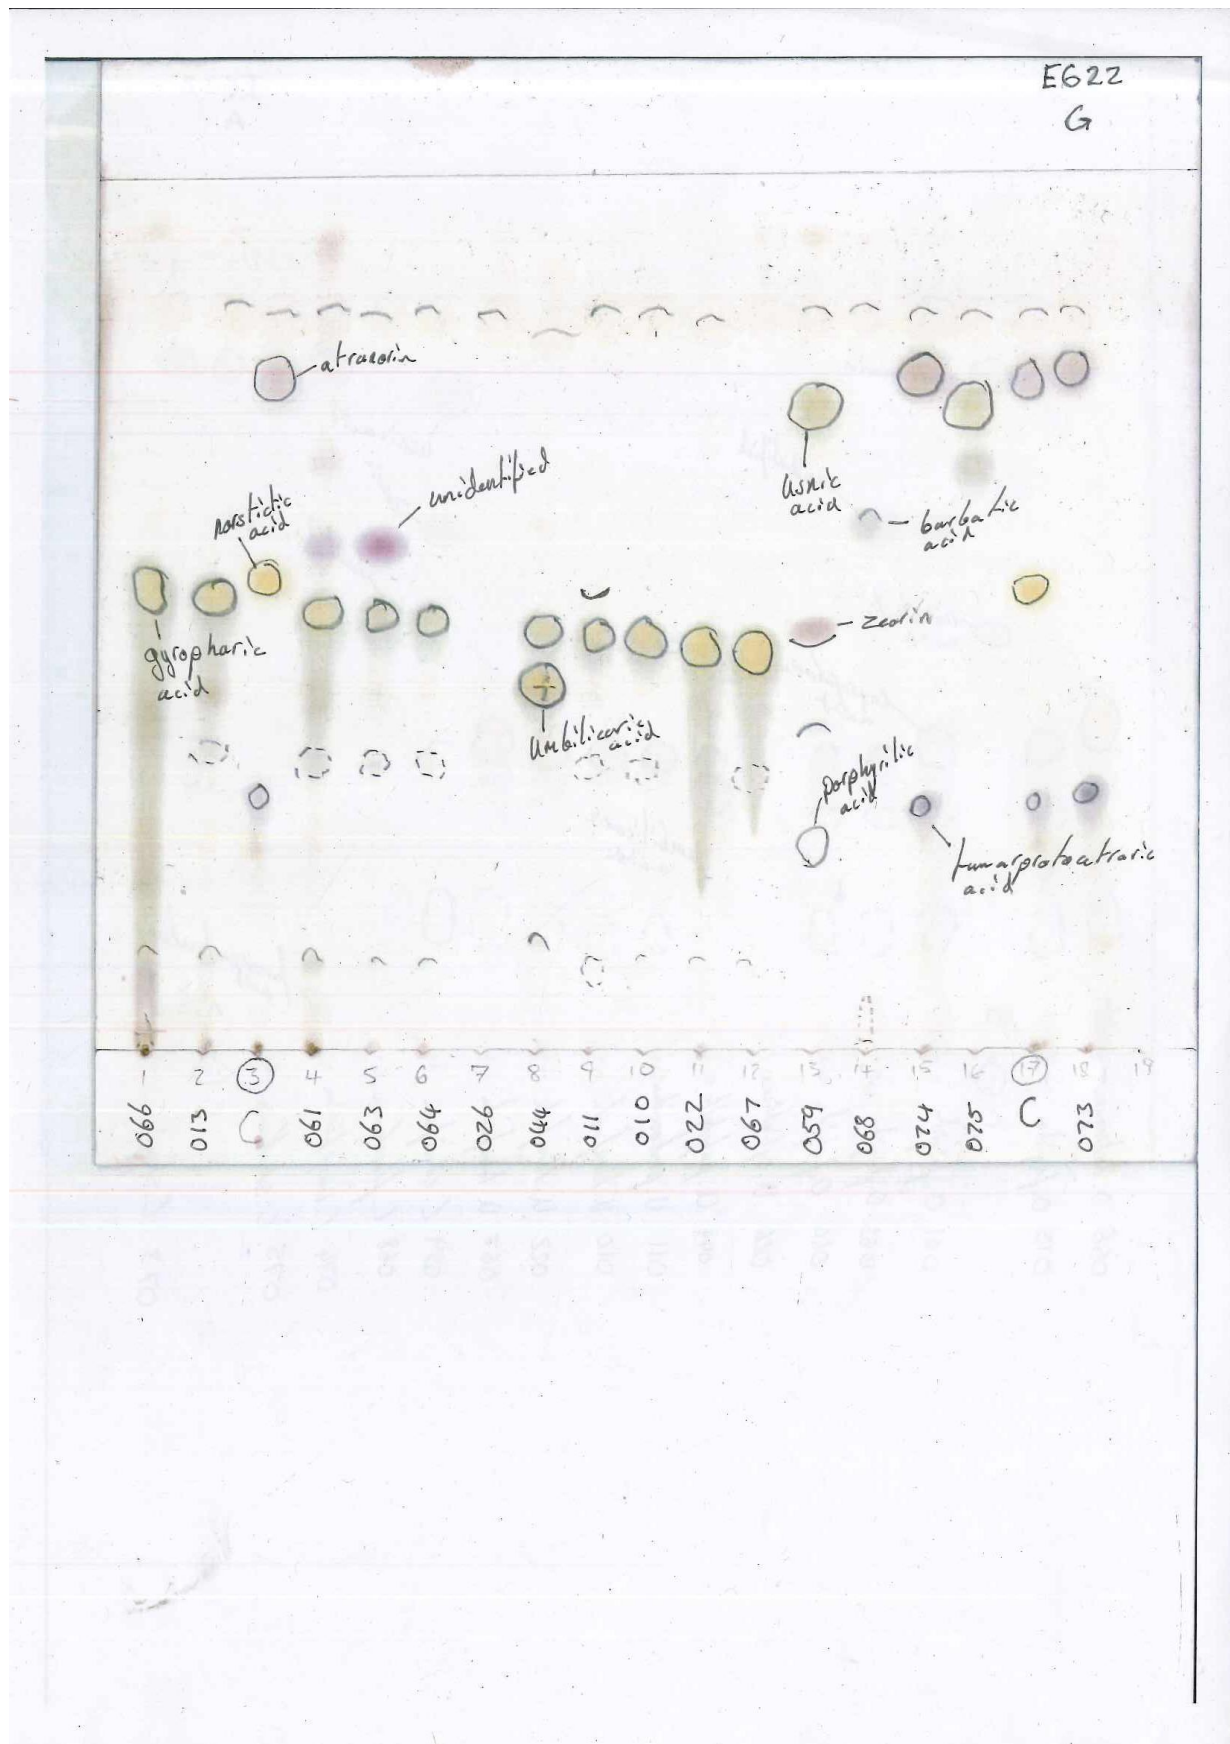 EG22
G
atranorin
unidentified
norstictic
acid
usnic
acid
barbatic
acid
gyrophoric
acid
zeorin
Umbilicaric
acid
porphyrilic
acid
fumarprotocetraric
acid
1 2 3 4 5 6 7 8 9 10 11 12 13 14 15 16 17 18 19
066 013 C 061 063 064 026 044 011 010 022 067 059 068 074 075 C 073